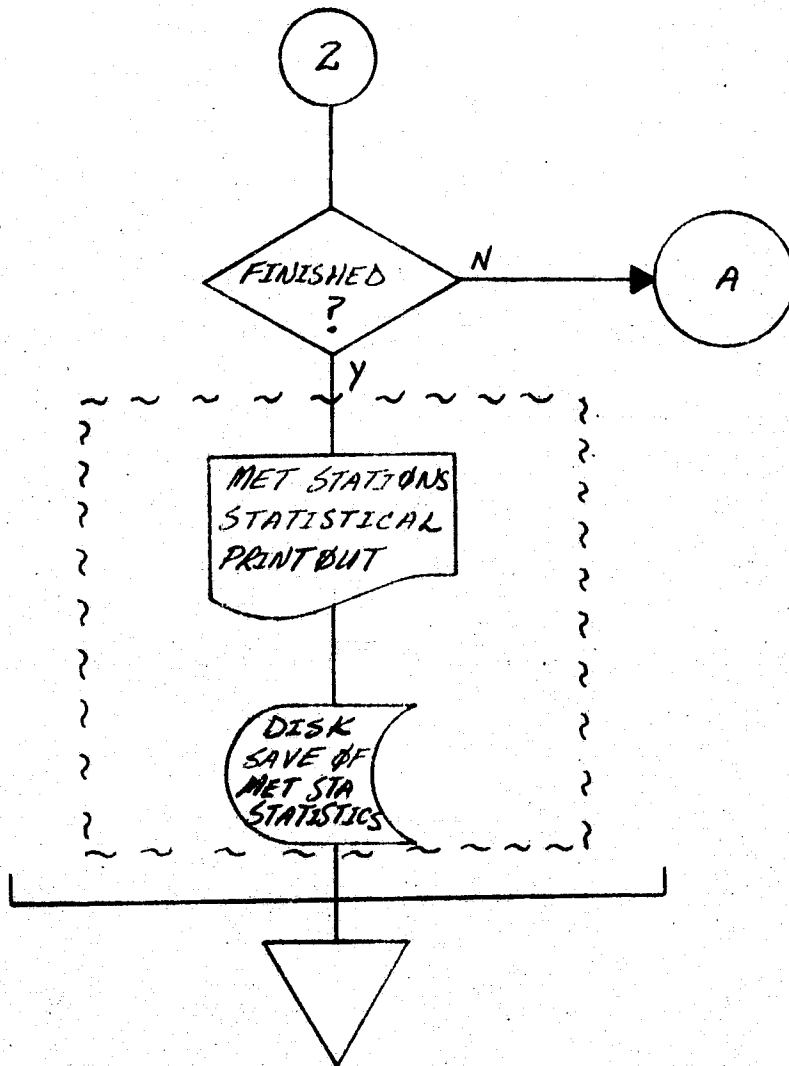 2
FINISHED
?
N
A
Y
MET STATIØNS
STATISTICAL
PRINTØUT
DISK
SAVE ØF
MET STA
STATISTICS